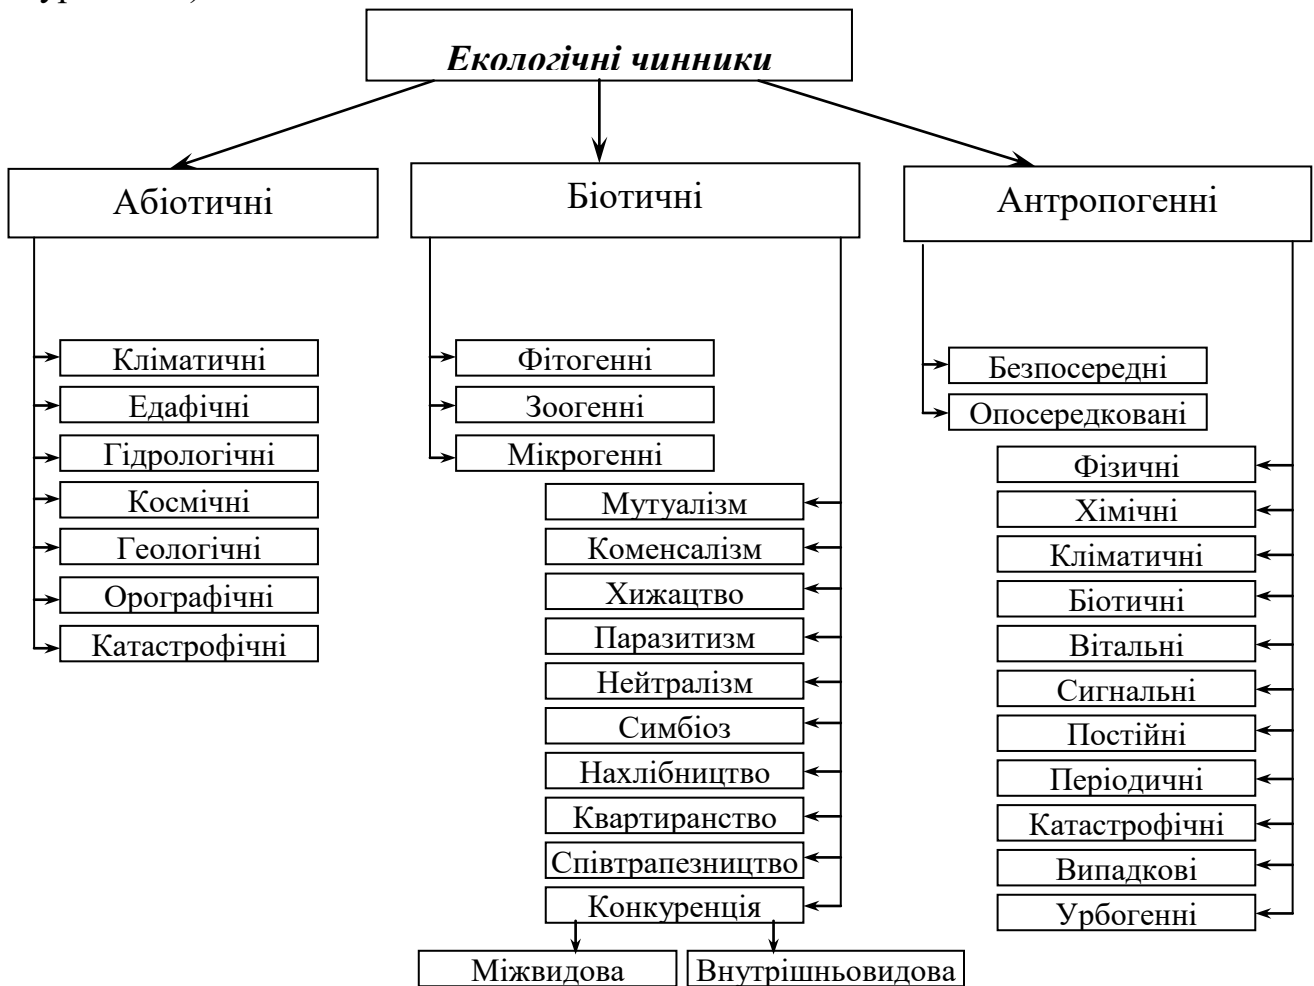 Екологічні чинники
Абіотичні
Біотичні
Антропогенні
Кліматичні
Едафічні
Гідрологічні
Космічні
Геологічні
Орографічні
Катастрофічні
Фітогенні
Зоогенні
Мікрогенні
Мутуалізм
Коменсалізм
Хижацтво
Паразитизм
Нейтралізм
Симбіоз
Нахлібництво
Квартиранство
Співтрапезництво
Конкуренція
Міжвидова
Внутрішньовидова
Безпосередні
Опосередковані
Фізичні
Хімічні
Кліматичні
Біотичні
Вітальні
Сигнальні
Постійні
Періодичні
Катастрофічні
Випадкові
Урбогенні